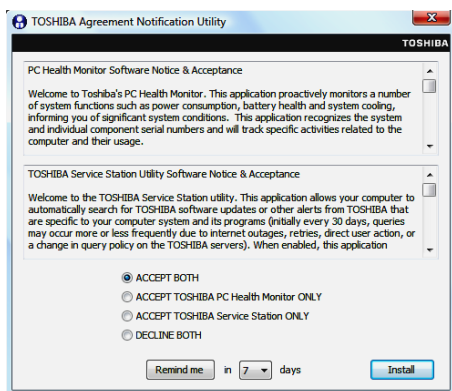 TOSHIBA Agreement Notification Utility
TOSHIBA
PC Health Monitor Software Notice & Acceptance
Welcome to Toshiba's PC Health Monitor. This application proactively monitors a number
of system functions such as power consumption, battery health and system cooling,
informing you of significant system conditions. This application recognizes the system
and individual component serial numbers and will track specific activities related to the
computer and their usage.
TOSHIBA Service Station Utility Software Notice & Acceptance
Welcome to the TOSHIBA Service Station utility. This application allows your computer to
automatically search for TOSHIBA software updates or other alerts from TOSHIBA that
are specific to your computer system and its programs (initially every 30 days, queries
may occur more or less frequently due to internet outages, retries, direct user action, or
a change in query policy on the TOSHIBA servers). When enabled, this application
ACCEPT BOTH
ACCEPT TOSHIBA PC Health Monitor ONLY
ACCEPT TOSHIBA Service Station ONLY
DECLINE BOTH
Remind me in 7 days Install